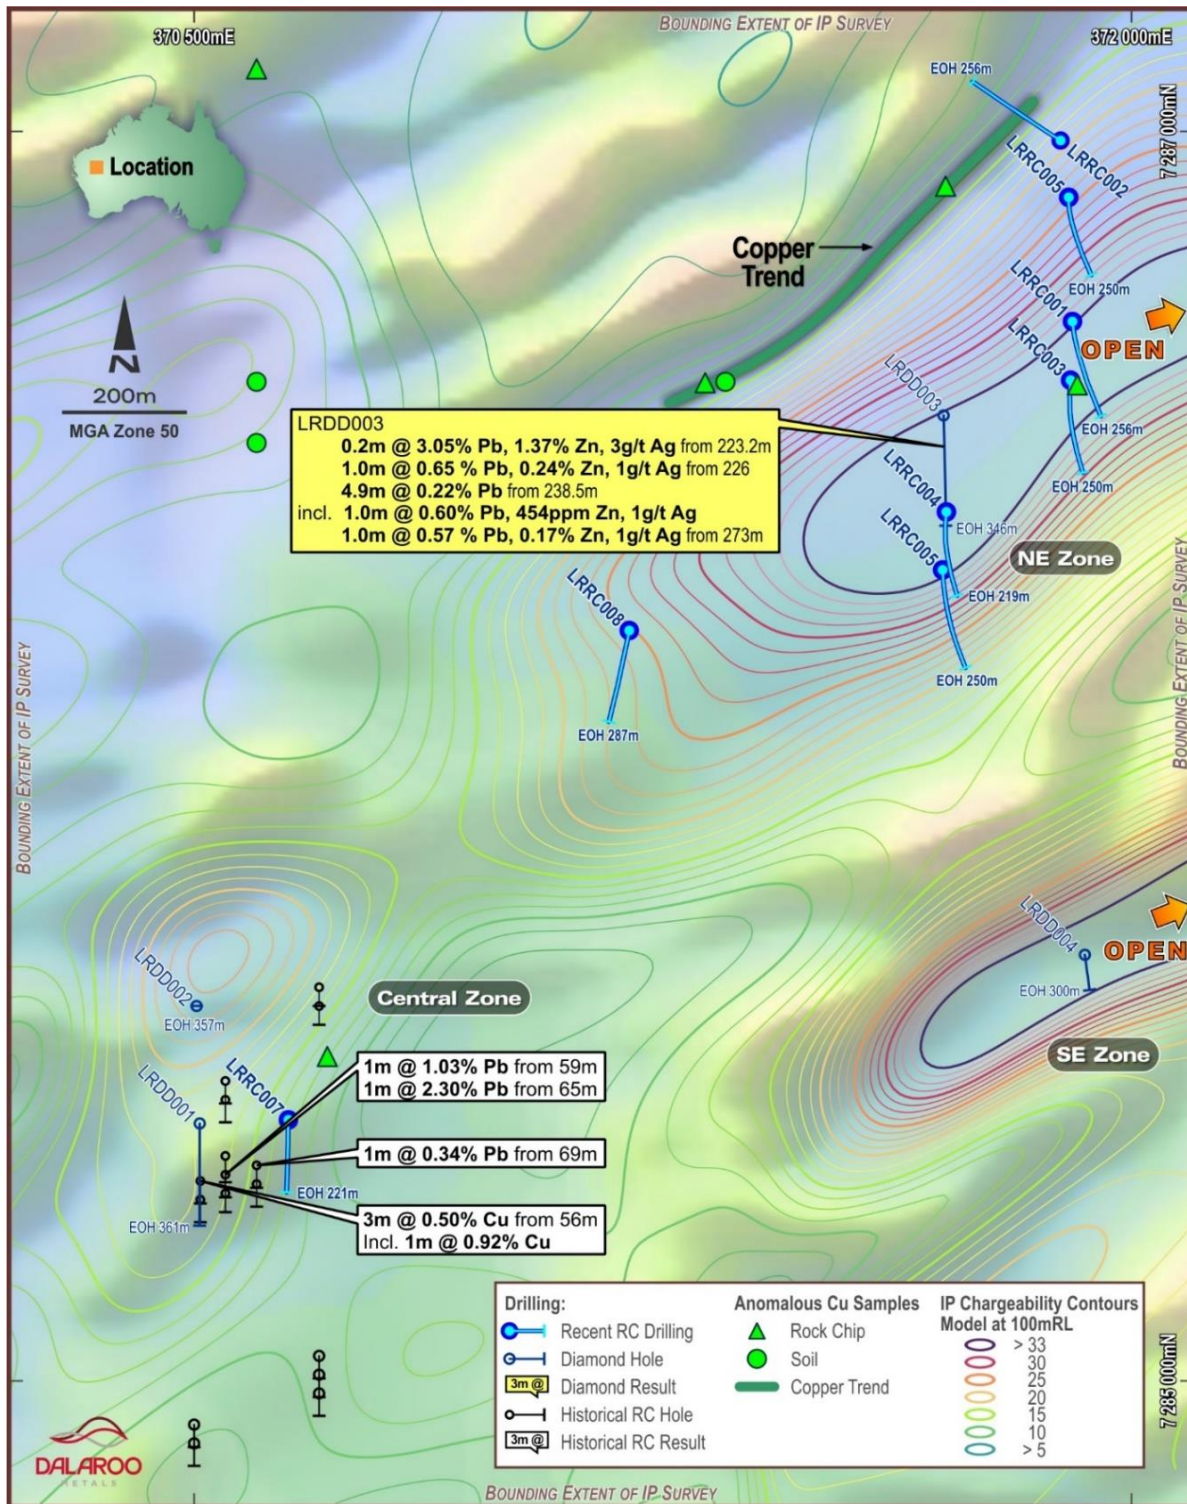 BOUNDING EXTENT OF IP SURVEY
370 500mE
372 000mE
EOH 256m
7 287 000mN
LRRC002
LRRC005
Location
Copper
Trend
EOH 250m
LRRC001
OPEN
LRRC003
N
200m
MGA Zone 50
LRDD003
EOH 256m
EOH 250m
LRDD003
0.2m @ 3.05% Pb, 1.37% Zn, 3g/t Ag from 223.2m
1.0m @ 0.65 % Pb, 0.24% Zn, 1g/t Ag from 226
4.9m @ 0.22% Pb from 238.5m
incl. 1.0m @ 0.60% Pb, 454ppm Zn, 1g/t Ag
1.0m @ 0.57 % Pb, 0.17% Zn, 1g/t Ag from 273m
LRRC004
EOH 346m
LRRC005
NE Zone
EOH 219m
LRRC008
EOH 250m
EOH 287m
BOUNDING EXTENT OF IP SURVEY
BOUNDING EXTENT OF IP SURVEY
LRDD004
OPEN
EOH 300m
SE Zone
LRDD002
EOH 357m
Central Zone
LRDD001
LRRC007
1m @ 1.03% Pb from 59m
1m @ 2.30% Pb from 65m
1m @ 0.34% Pb from 69m
EOH 221m
EOH 361m
3m @ 0.50% Cu from 56m
Incl. 1m @ 0.92% Cu
Drilling:
Recent RC Drilling
Diamond Hole
3m @ Diamond Result
Historical RC Hole
3m @ Historical RC Result
Anomalous Cu Samples
Rock Chip
Soil
Copper Trend
IP Chargeability Contours
Model at 100mRL
> 33
30
25
20
15
10
> 5
7 285 000mN
DALAROO
METALS
BOUNDING EXTENT OF IP SURVEY